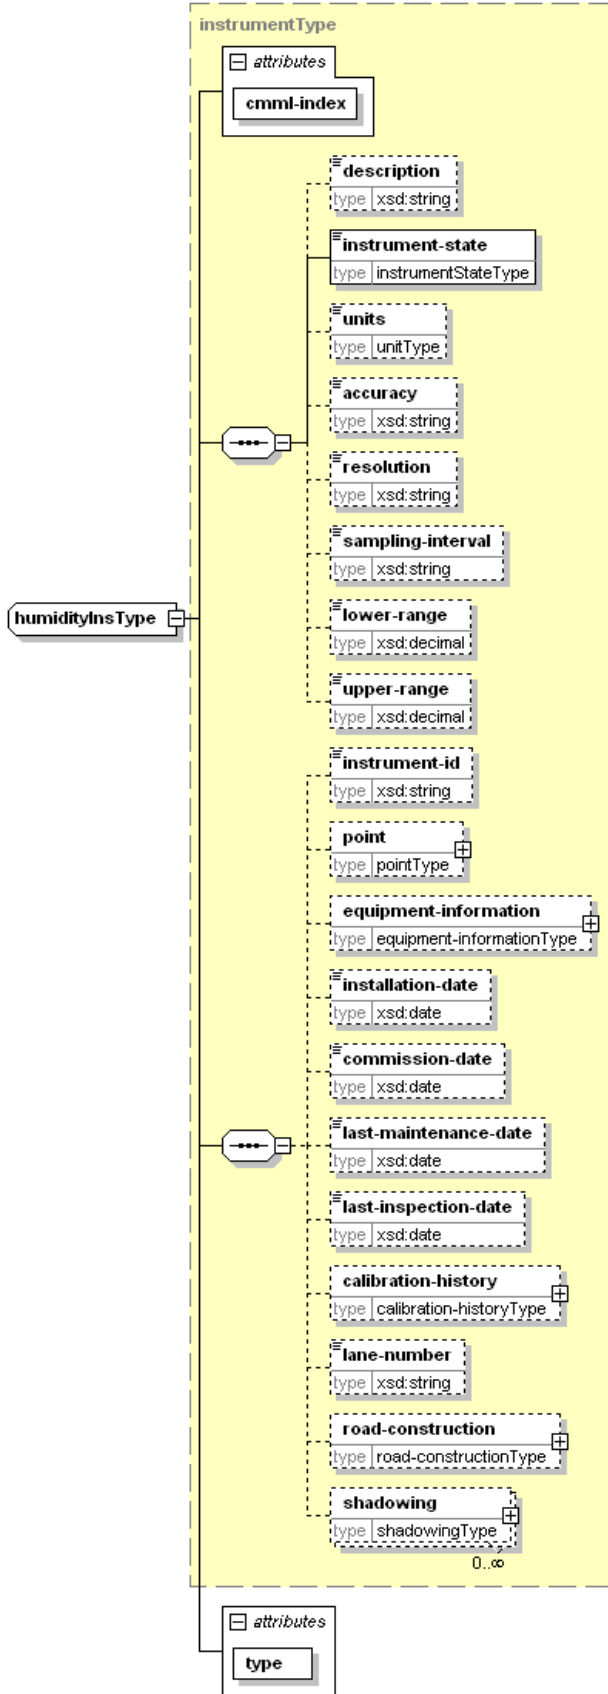 instrumentType
attributes
cmml-index
description
type xsd:string
instrument-state
type instrumentStateType
units
type unitType
accuracy
type xsd:string
resolution
type xsd:string
sampling-interval
type xsd:string
humidityInsType
lower-range
type xsd:decimal
upper-range
type xsd:decimal
instrument-id
type xsd:string
point
type pointType
equipment-information
type equipment-informationType
installation-date
type xsd:date
commission-date
type xsd:date
last-maintenance-date
type xsd:date
last-inspection-date
type xsd:date
calibration-history
type calibration-historyType
lane-number
type xsd:string
road-construction
type road-constructionType
shadowing
type shadowingType
0..∞
attributes
type